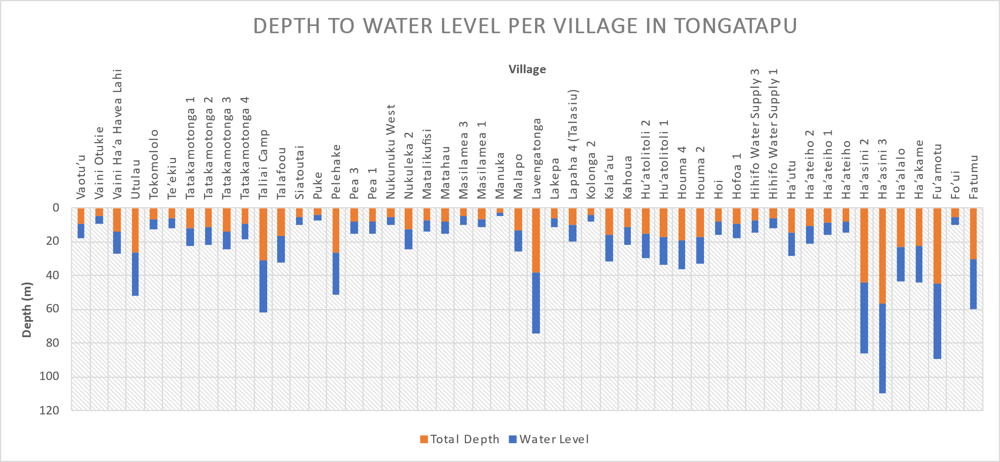 DEPTH TO WATER LEVEL PER VILLAGE IN TONGATAPU
Village
Vaotu’u
Vaini Otukie
Vaini Ha’a Havea Lahi
Utulau
Tokomololo
Te’ekiu
Tatakamotonga 1
Tatakamotonga 2
Tatakamotonga 3
Tatakamotonga 4
Taliai Camp
Talafoou
Siatoutai
Puke
Pelehake
Pea 3
Pea 1
Nukunuku West
Nukuleka 2
Matalikufisi
Matahau
Masilamea 3
Masilamea 1
Manuka
Malapo
Lavengatonga
Lakepa
Lapaha 4 (Talasiu)
Kolonga 2
Kala’au
Kahoua
Hu’atolitoli 2
Hu’atolitoli 1
Houma 4
Houma 2
Hoi
Hofoa 1
Hihifo Water Supply 3
Hihifo Water Supply 1
Ha’utu
Ha’ateiho 2
Ha’ateiho 1
Ha’ateiho
Ha’asini 2
Ha’asini 3
Ha’alalo
Ha’akame
Fu’amotu
Fo’ui
Fatumu
0
20
40
60
80
100
120
Depth (m)
Total Depth
Water Level